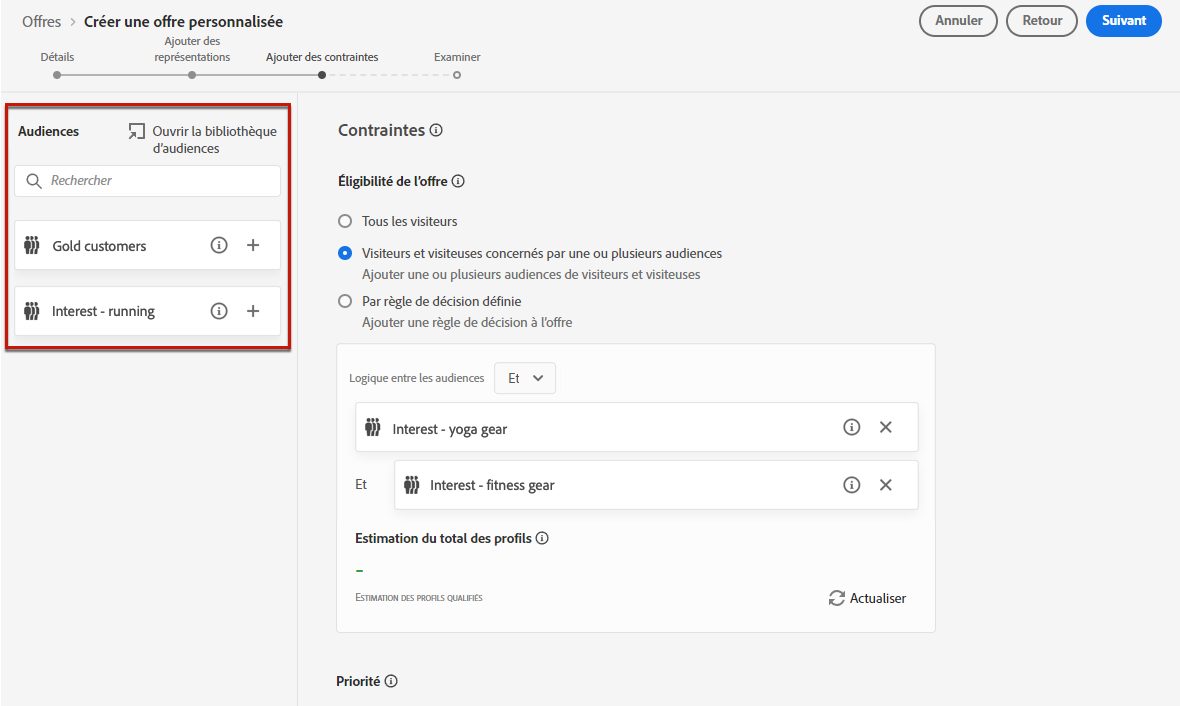 Offres > Créer une offre personnalisée
Annuler
Retour
Suivant
Détails
Ajouter des
représentations
Ajouter des contraintes
Examiner
Audiences
Ouvrir la bibliothèque
d'audiences
Rechercher
Gold customers
Interest - running
Contraintes
Éligibilité de l'offre
Tous les visiteurs
Visiteurs et visiteuses concernés par une ou plusieurs audiences
Ajouter une ou plusieurs audiences de visiteurs et visiteuses
Par règle de décision définie
Ajouter une règle de décision à l'offre
Logique entre les audiences
Et
Interest - yoga gear
Et
Interest - fitness gear
Estimation du total des profils
–
ESTIMATION DES PROFILS QUALIFIÉS
Actualiser
Priorité